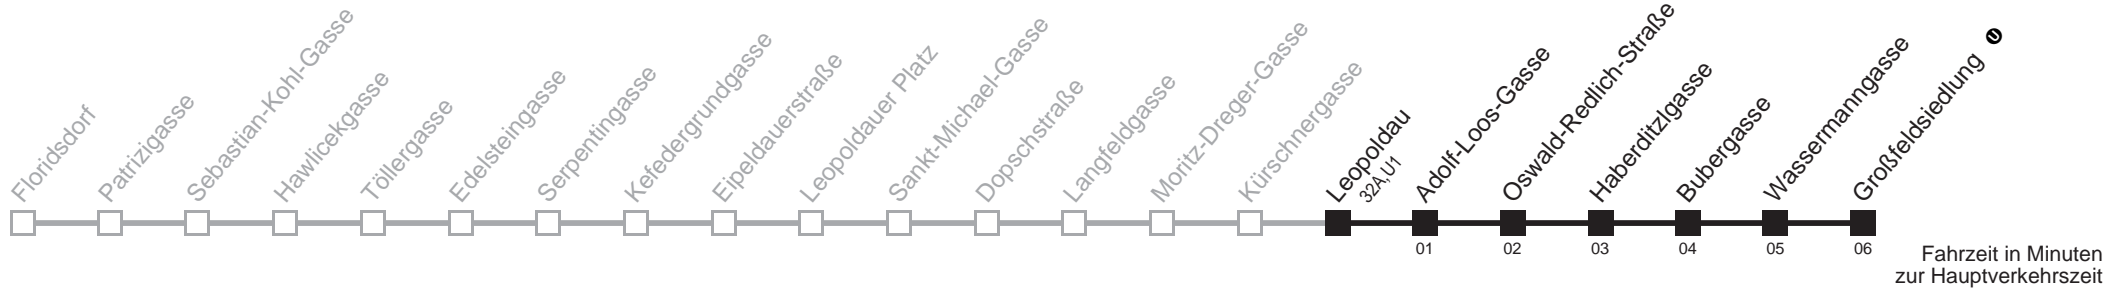 Floridsdorf
Patrizigasse
Sebastian-Kohl-Gasse
Hawlicekgasse
Töllergasse
Edelsteingasse
Serpentingasse
Kefedergrundgasse
Eipeldauerstraße
Leopoldauer Platz
Sankt-Michael-Gasse
Dopschstraße
Langfeldgasse
Moritz-Dreger-Gasse
Kürschnergasse
Leopoldau
32A,U1
Adolf-Loos-Gasse
Oswald-Redlich-Straße
Haberditzlgasse
Bubergasse
Wassermanngasse
Großfeldsiedlung U
01 02 03 04 05 06
Fahrzeit in Minuten
zur Hauptverkehrszeit